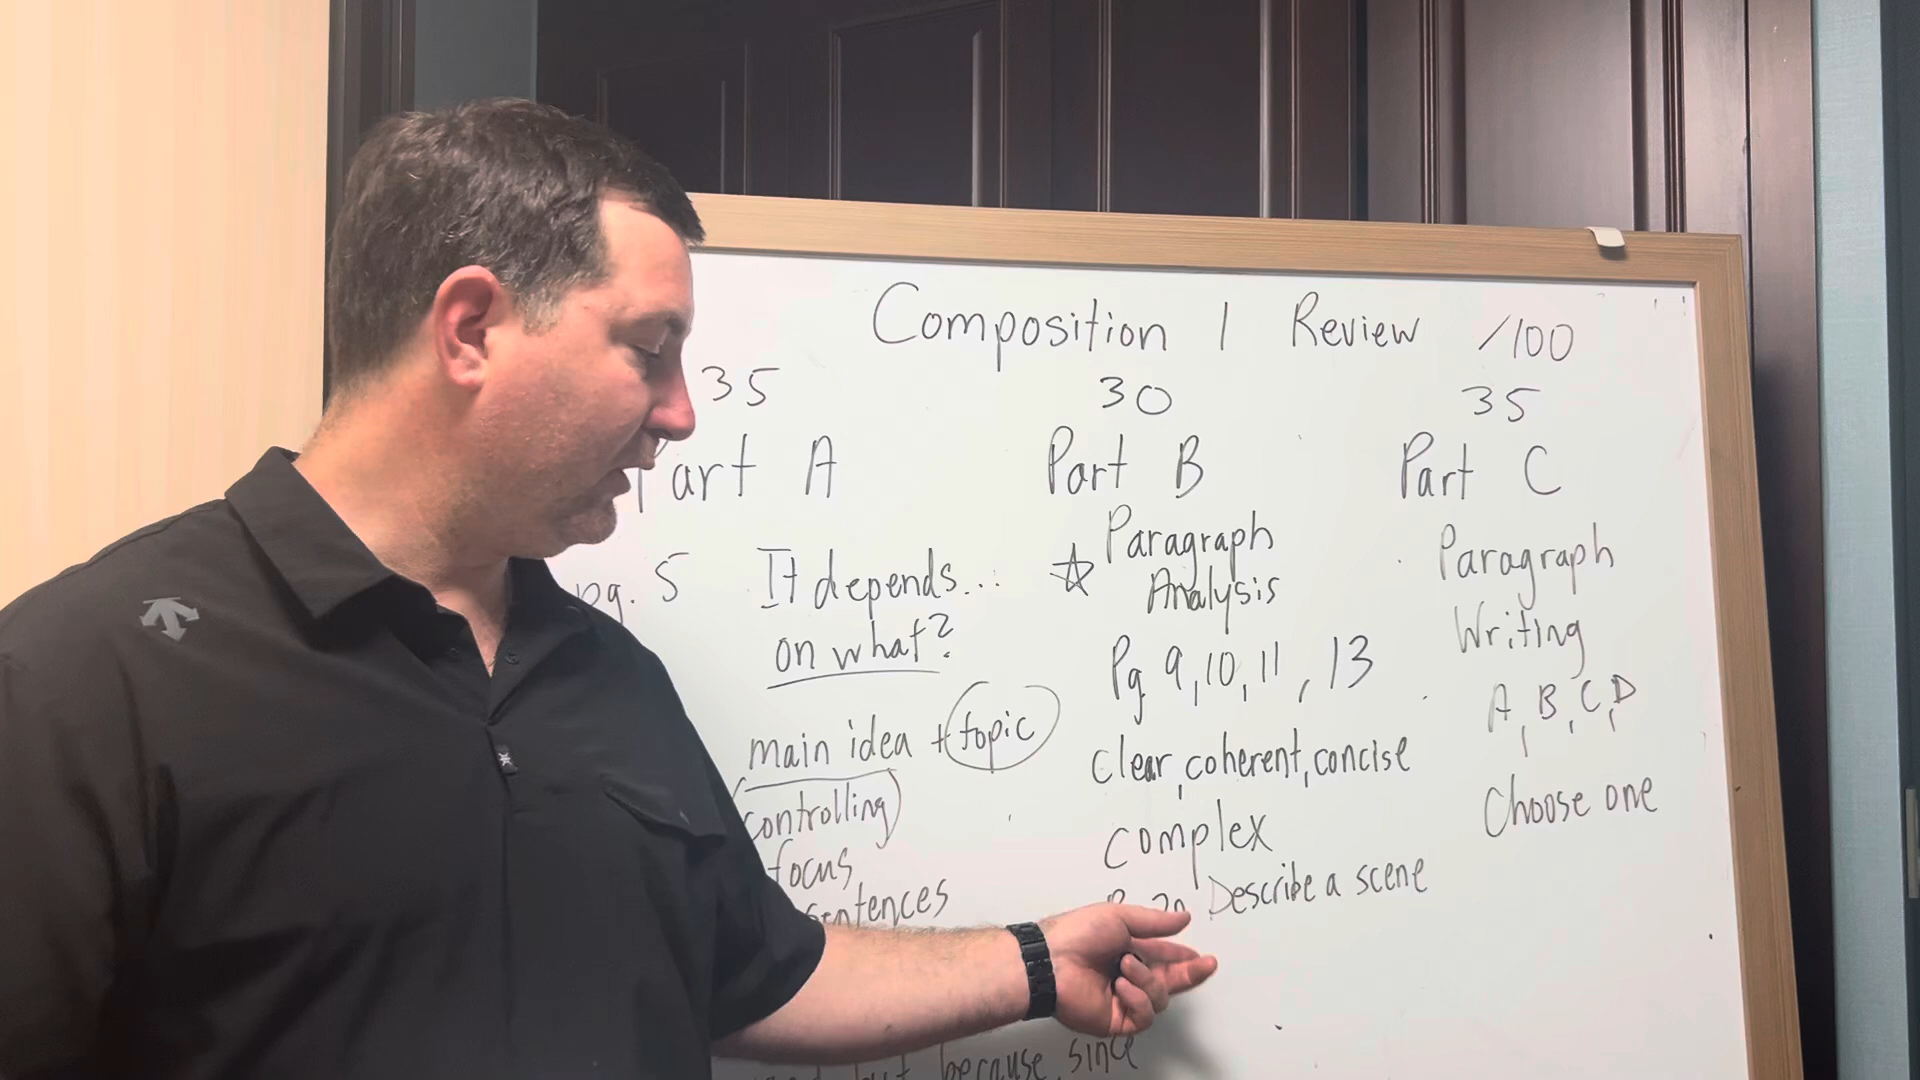 Composition 1 Review /100
35
Part A
pg. 5
It depends...
on what?
main idea + topic
controlling
focus
sentences
but because, since
30
Part B
☆ Paragraph
Analysis
Pg 9, 10, 11, 13
clear, coherent, concise
complex
Describe a scene
35
Part C
Paragraph
Writing
A, B, C, D
Choose one